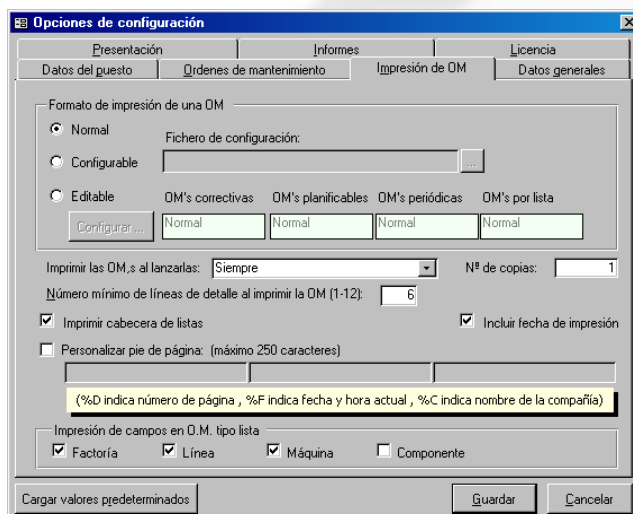 Opciones de configuración
Presentación Informes Licencia
Datos del puesto Ordenes de mantenimiento Impresión de OM Datos generales
Formato de impresión de una OM
Normal
Fichero de configuración:
Configurable ...
Editable OM's correctivas OM's planificables OM's periódicas OM's por lista
Configurar ... Normal Normal Normal Normal
Imprimir las OM,s al lanzarlas: Siempre Nº de copias: 1
Número mínimo de líneas de detalle al imprimir la OM (1-12): 6
Imprimir cabecera de listas Incluir fecha de impresión
Personalizar pie de página: (máximo 250 caracteres)
(%D indica número de página , %F indica fecha y hora actual , %C indica nombre de la compañía)
Impresión de campos en O.M. tipo lista
Factoría Línea Máquina Componente
Cargar valores predeterminados Guardar Cancelar